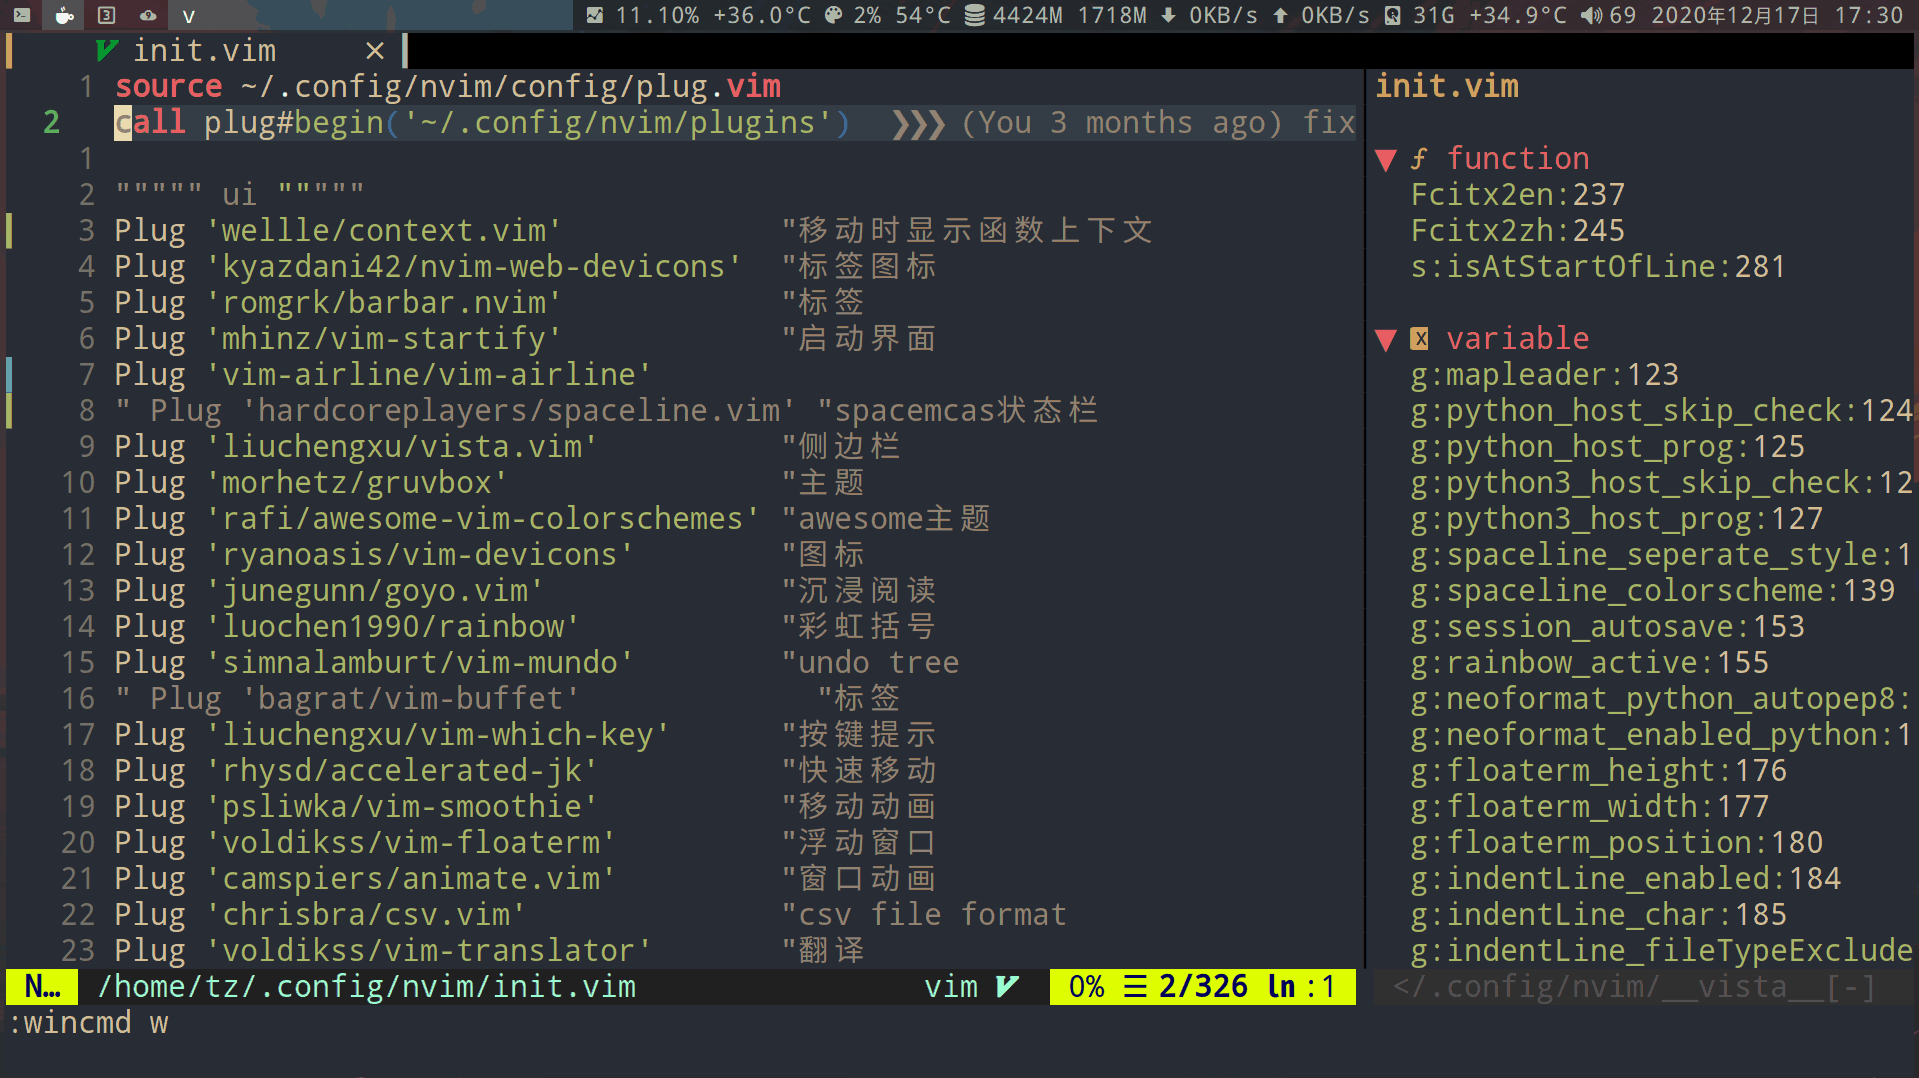 3 9 V 11.10% +36.0°C 2% 54°C 4424M 1718M 0KB/s 0KB/s 31G +34.9°C 69 2020年12月17日 17:30
init.vim ×
1 source ~/.config/nvim/config/plug.vim
2 call plug#begin('~/.config/nvim/plugins') ❯❯❯ (You 3 months ago) fix
1
2 """"" ui """""
3 Plug 'wellle/context.vim' "移动时显示函数上下文
4 Plug 'kyazdani42/nvim-web-devicons' "标签图标
5 Plug 'romgrk/barbar.nvim' "标签
6 Plug 'mhinz/vim-startify' "启动界面
7 Plug 'vim-airline/vim-airline'
8 " Plug 'hardcoreplayers/spaceline.vim' "spacemcas状态栏
9 Plug 'liuchengxu/vista.vim' "侧边栏
10 Plug 'morhetz/gruvbox' "主题
11 Plug 'rafi/awesome-vim-colorschemes' "awesome主题
12 Plug 'ryanoasis/vim-devicons' "图标
13 Plug 'junegunn/goyo.vim' "沉浸阅读
14 Plug 'luochen1990/rainbow' "彩虹括号
15 Plug 'simnalamburt/vim-mundo' "undo tree
16 " Plug 'bagrat/vim-buffet' "标签
17 Plug 'liuchengxu/vim-which-key' "按键提示
18 Plug 'rhysd/accelerated-jk' "快速移动
19 Plug 'psliwka/vim-smoothie' "移动动画
20 Plug 'voldikss/vim-floaterm' "浮动窗口
21 Plug 'camspiers/animate.vim' "窗口动画
22 Plug 'chrisbra/csv.vim' "csv file format
23 Plug 'voldikss/vim-translator' "翻译
init.vim
▼ ƒ function
Fcitx2en:237
Fcitx2zh:245
s:isAtStartOfLine:281
▼ x variable
g:mapleader:123
g:python_host_skip_check:124
g:python_host_prog:125
g:python3_host_skip_check:12
g:python3_host_prog:127
g:spaceline_seperate_style:1
g:spaceline_colorscheme:139
g:session_autosave:153
g:rainbow_active:155
g:neoformat_python_autopep8:
g:neoformat_enabled_python:1
g:floaterm_height:176
g:floaterm_width:177
g:floaterm_position:180
g:indentLine_enabled:184
g:indentLine_char:185
g:indentLine_fileTypeExclude
N… /home/tz/.config/nvim/init.vim vim 0% ☰ 2/326 ln :1 </.config/nvim/__vista__[-]
:wincmd w